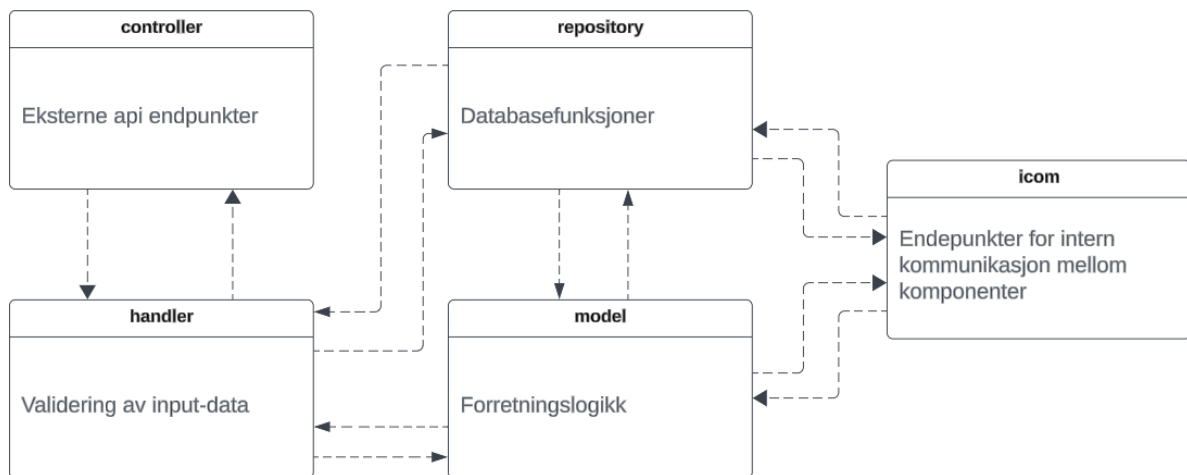 controller
Eksterne api endpunkter
repository
Databasefunksjoner
icom
Endepunkter for intern
kommunikasjon mellom
komponenter
handler
Validering av input-data
model
Forretningslogikk